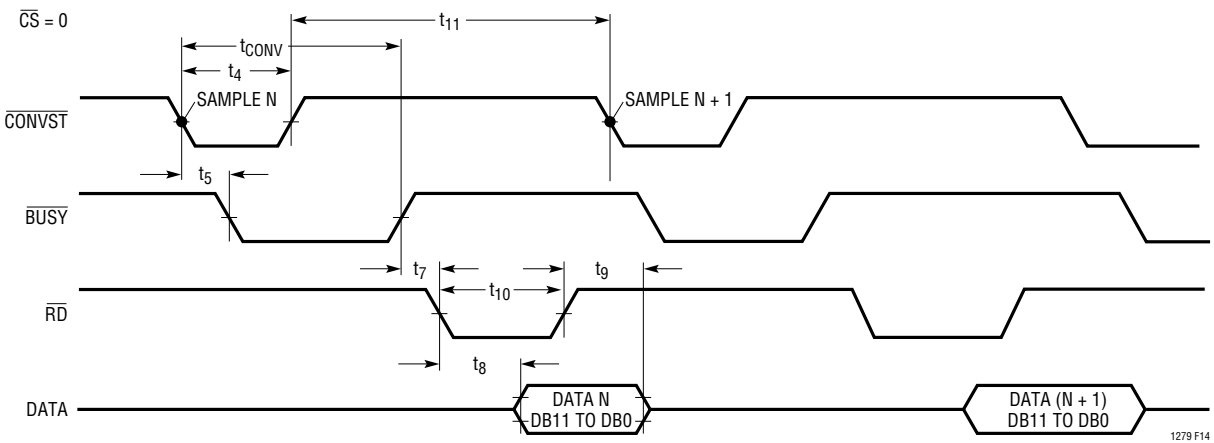 CS = 0
t11
tCONV
t4
SAMPLE N
SAMPLE N + 1
CONVST
t5
BUSY
t7
t10
t9
RD
t8
DATA
DATA N
DB11 TO DB0
DATA (N + 1)
DB11 TO DB0
1279 F14